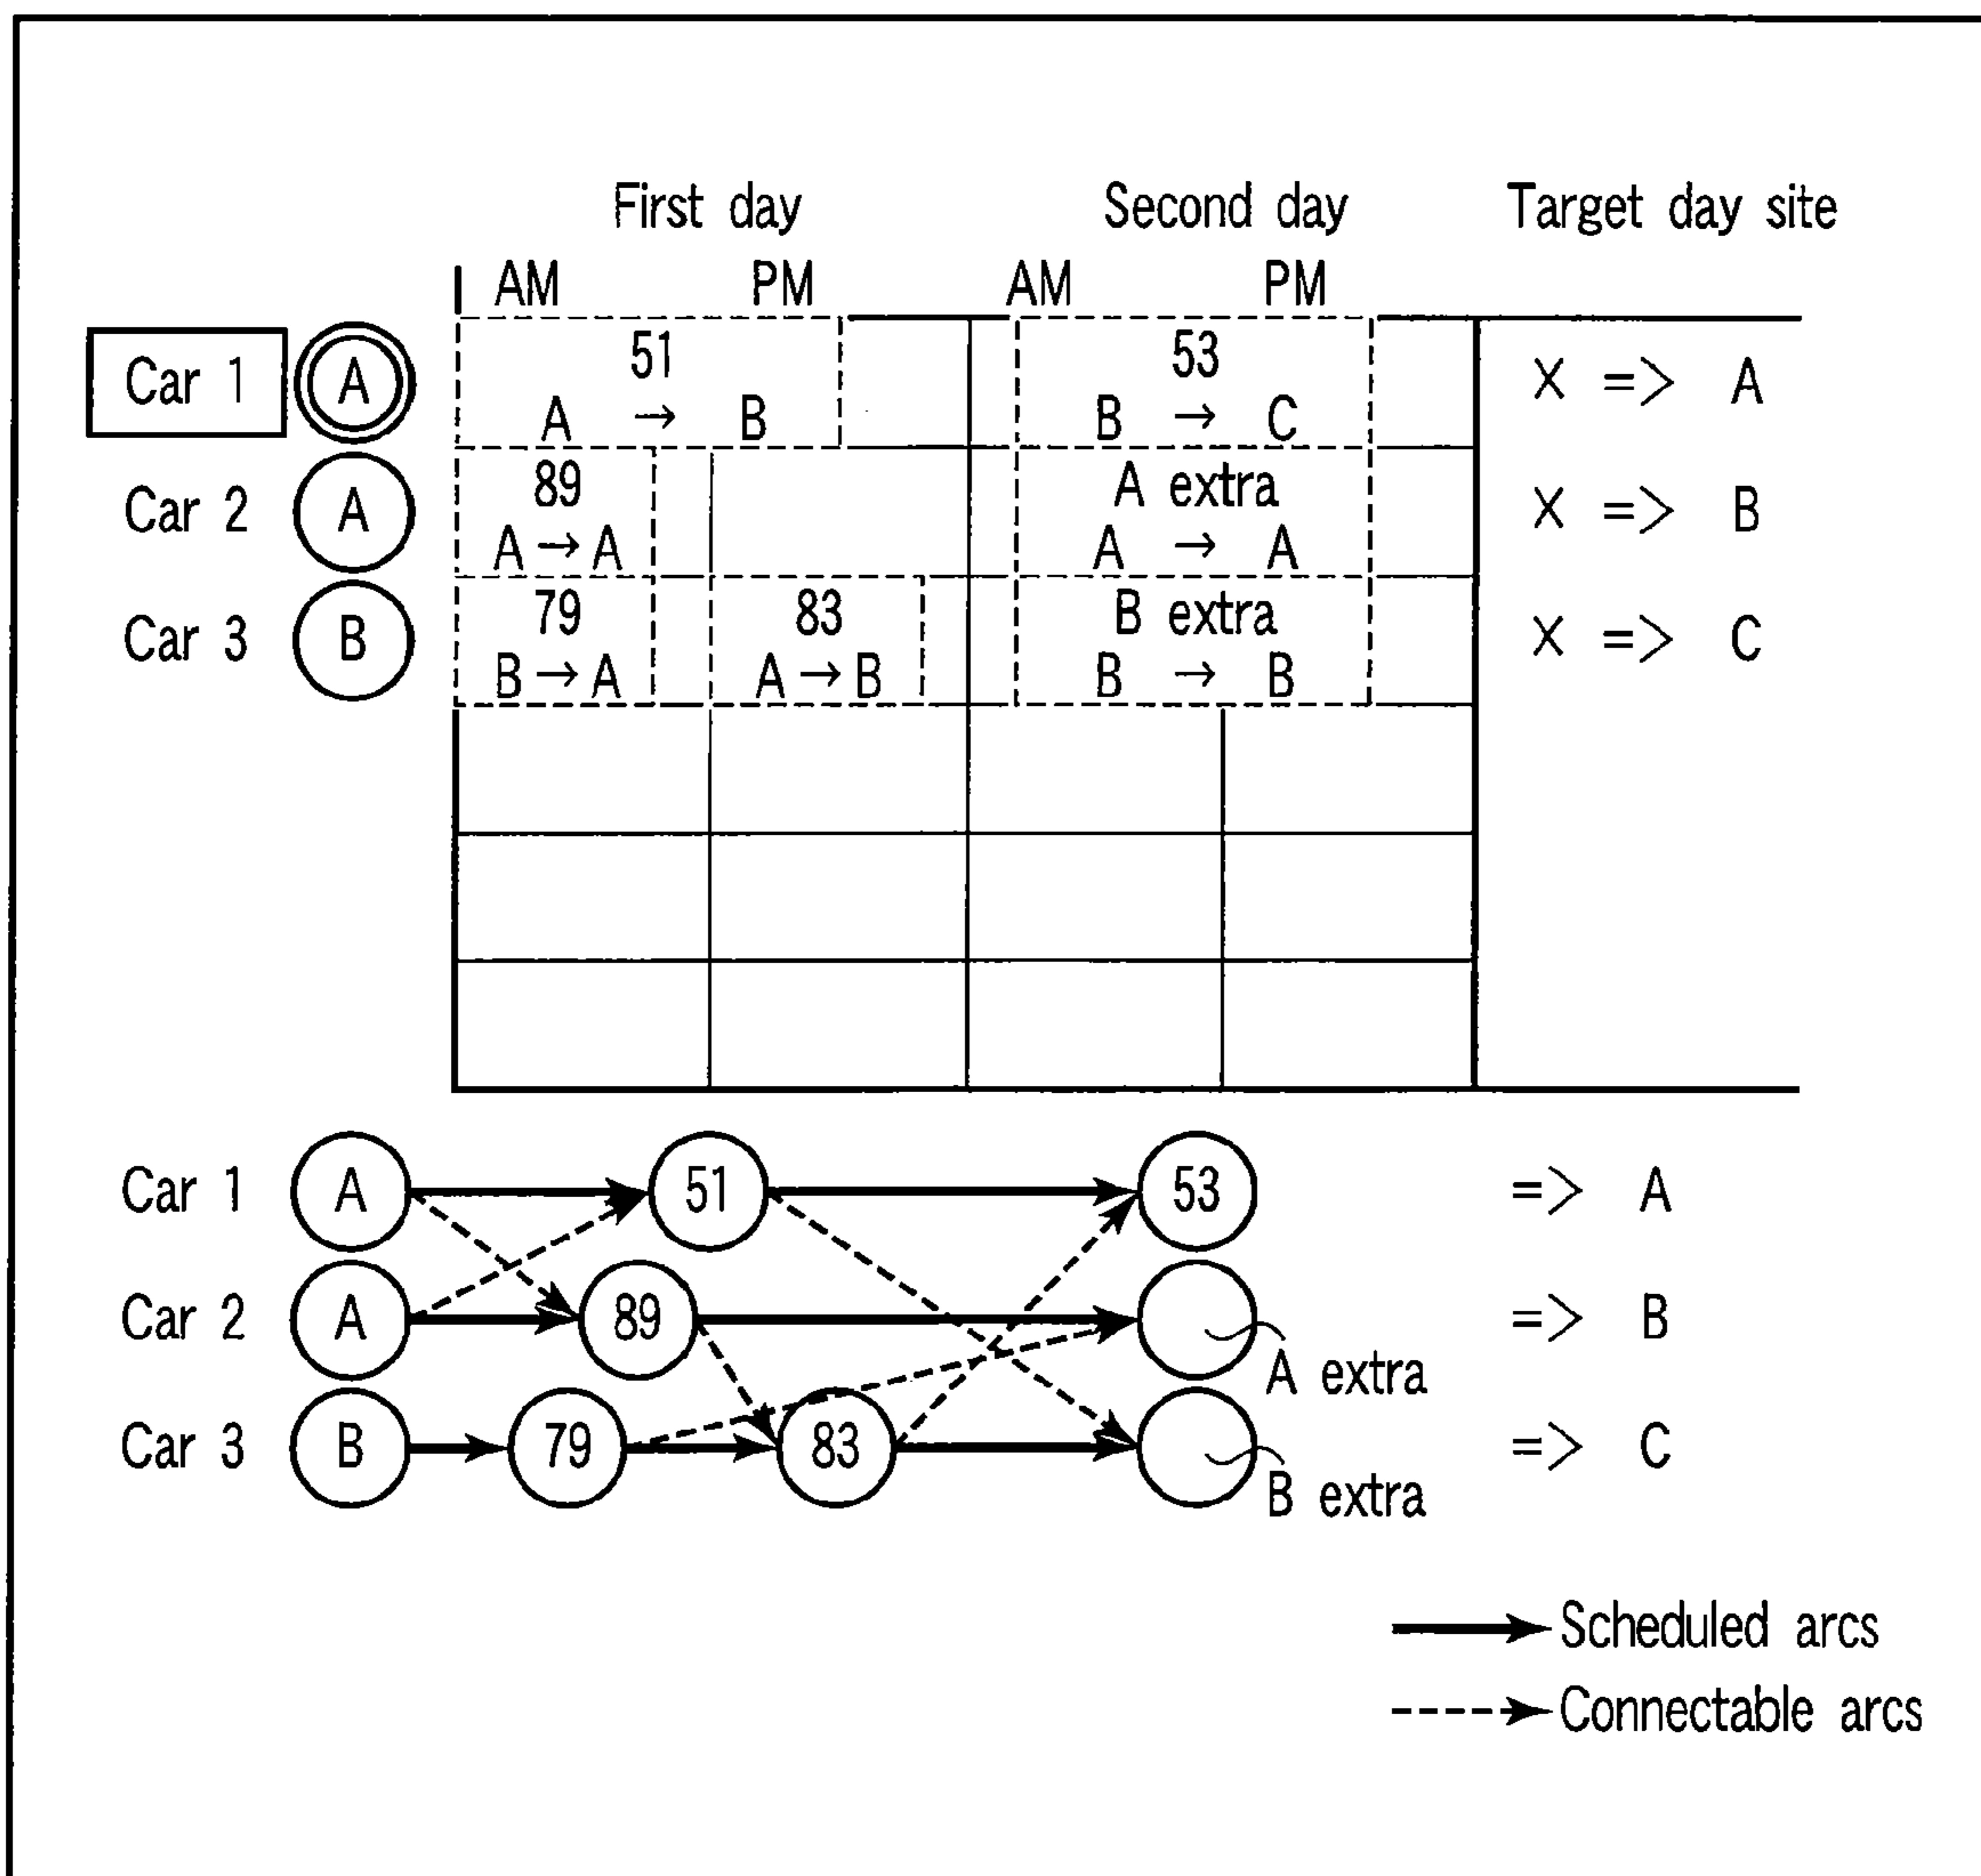 First day Second day Target day site
AM PM AM PM
51 53
Car 1 A A → B B → C X => A
89 A extra
Car 2 A A → A A → A X => B
79 83 B extra
Car 3 B B → A A → B B → B X => C
Car 1 A 51 53 => A
Car 2 A 89 => B
A extra
Car 3 B 79 83 => C
B extra
Scheduled arcs
Connectable arcs